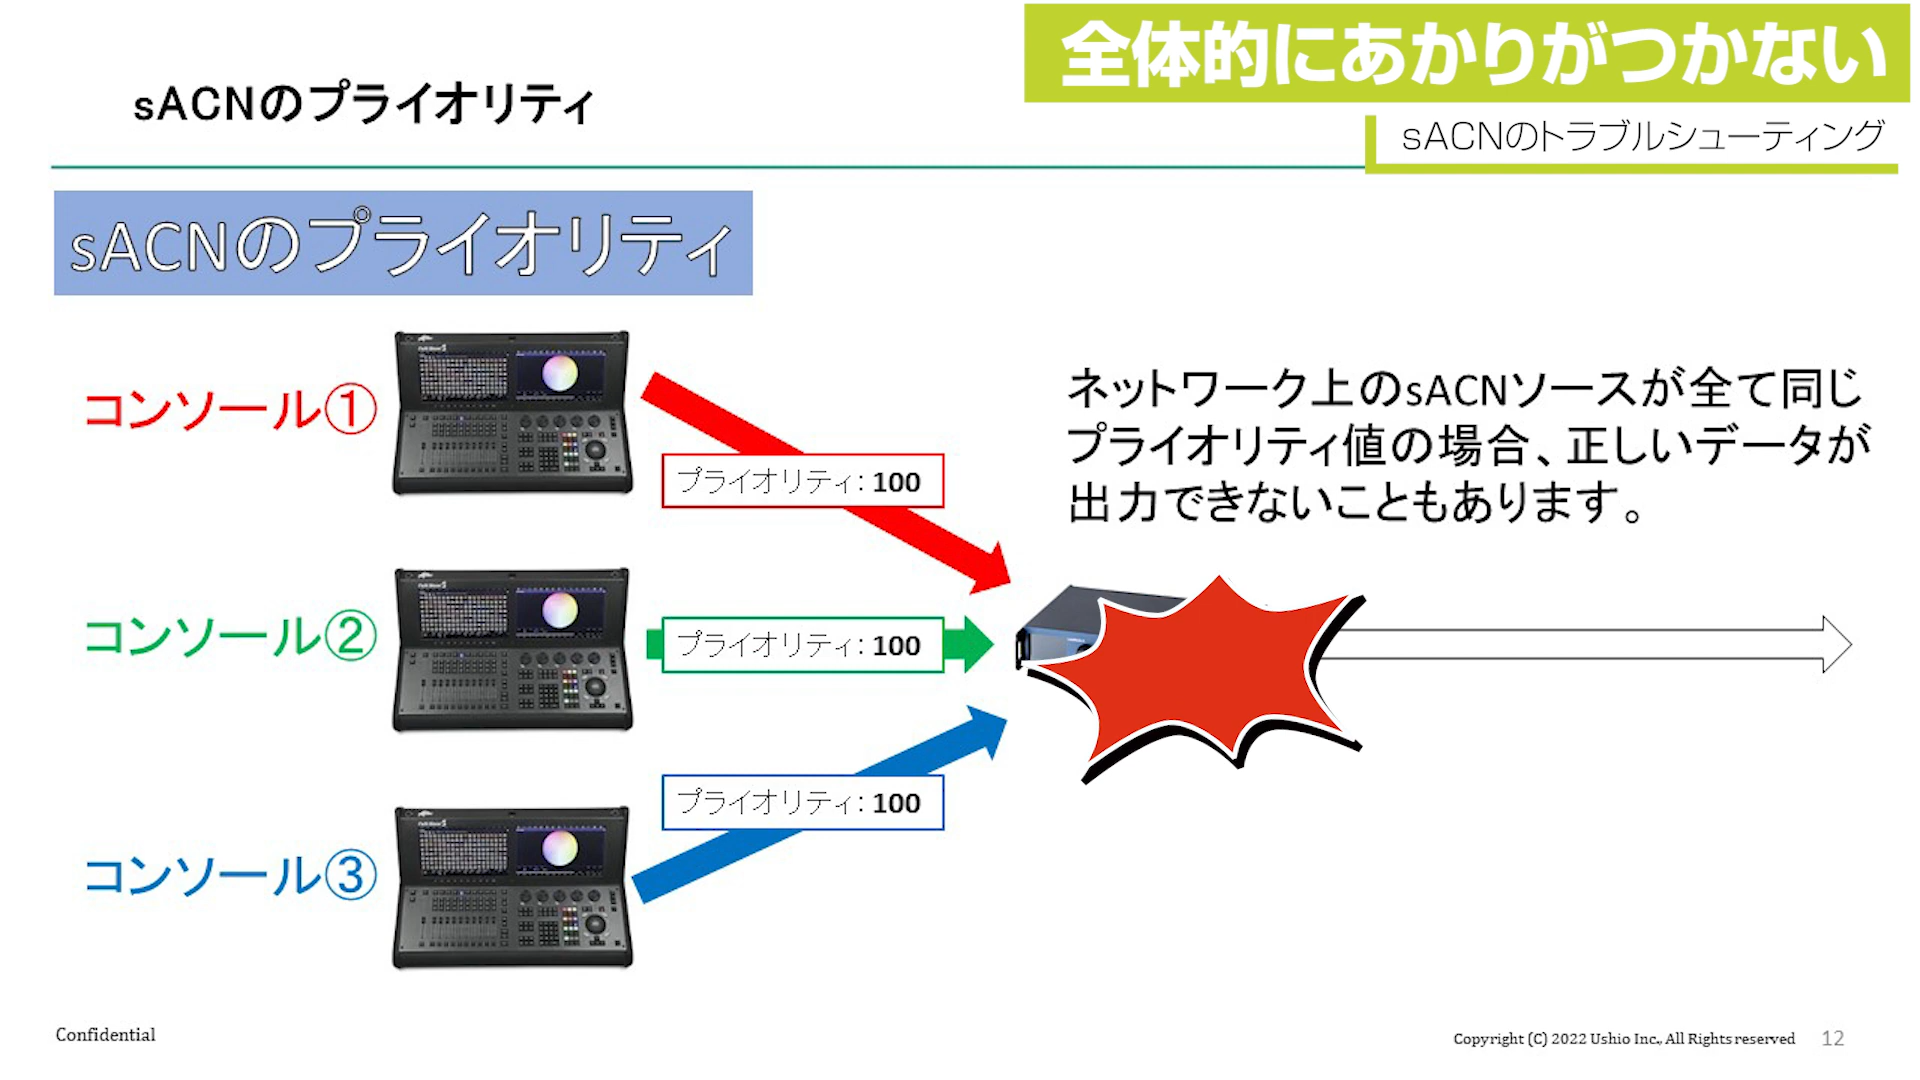 全体的にあかりがつかない
sACNのプライオリティ
sACNのトラブルシューティング
sACNのプライオリティ
コンソール①
プライオリティ：100
ネットワーク上のsACNソースが全て同じ
プライオリティ値の場合、正しいデータが
出力できないこともあります。
コンソール②
プライオリティ：100
コンソール③
プライオリティ：100
Confidential
Copyright (C) 2022 Ushio Inc., All Rights reserved
12